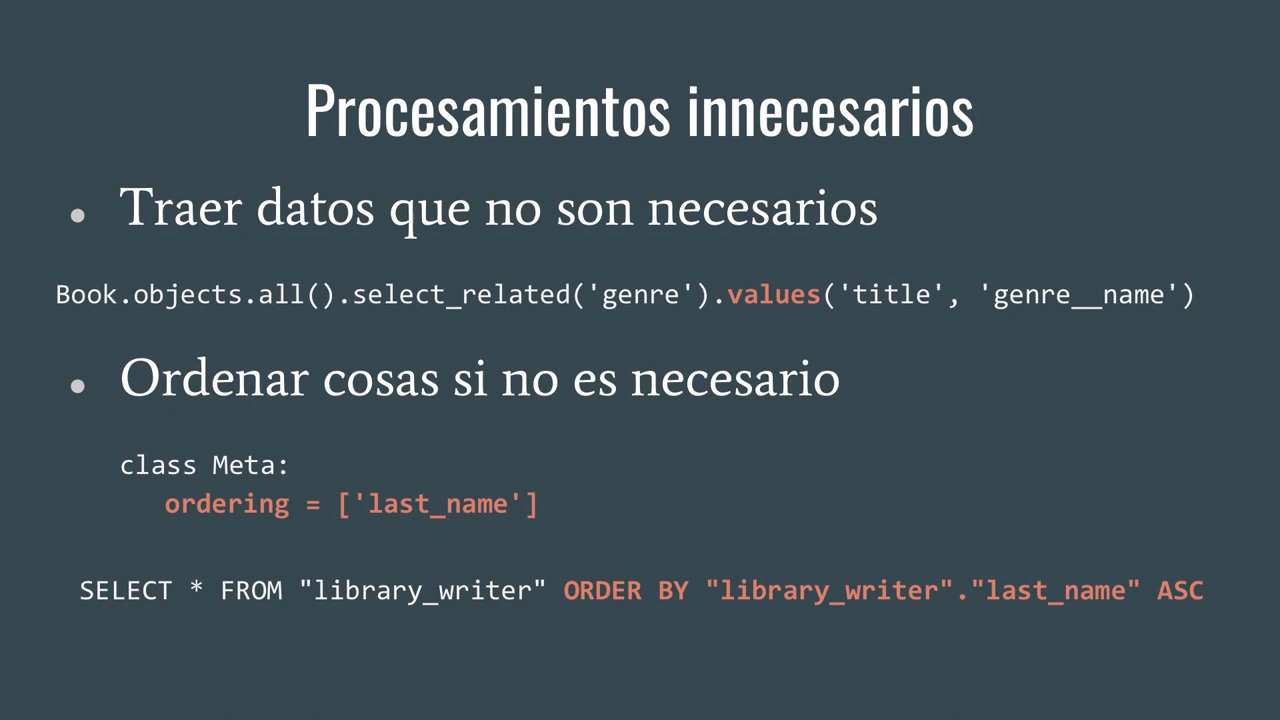 Procesamientos innecesarios
● Traer datos que no son necesarios
Book.objects.all().select_related('genre').values('title', 'genre__name')
● Ordenar cosas si no es necesario
class Meta:
ordering = ['last_name']
SELECT * FROM "library_writer" ORDER BY "library_writer"."last_name" ASC